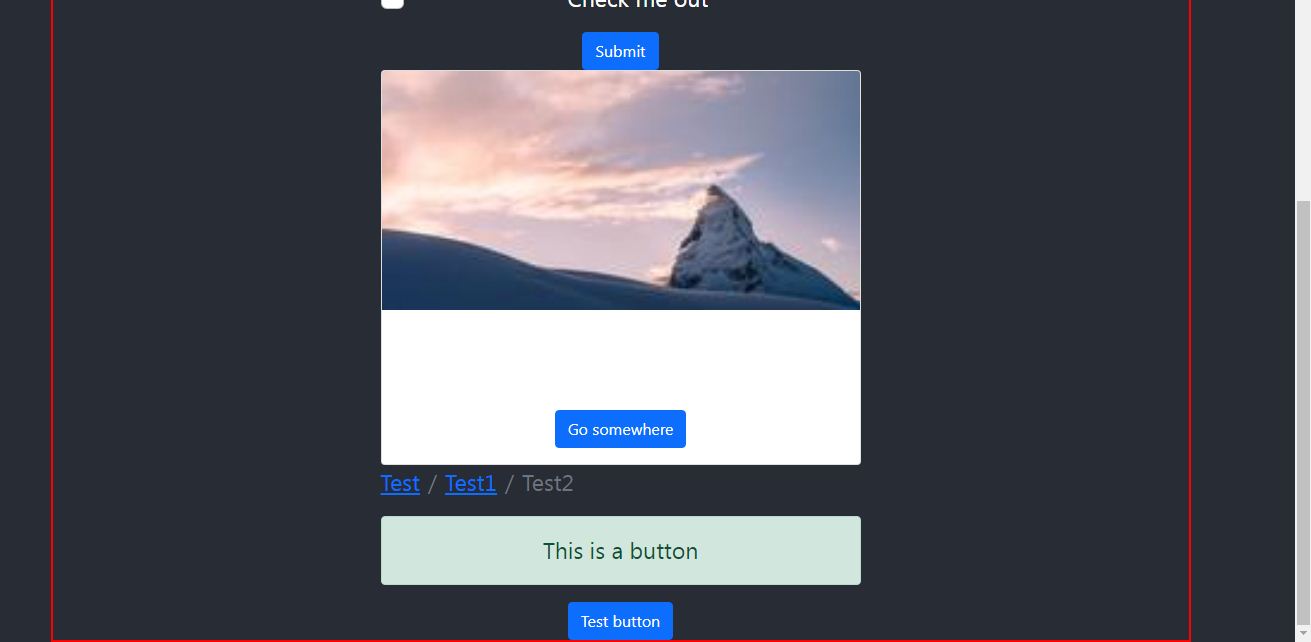 Check me out
Submit
Go somewhere
Test / Test1 / Test2
This is a button
Test button